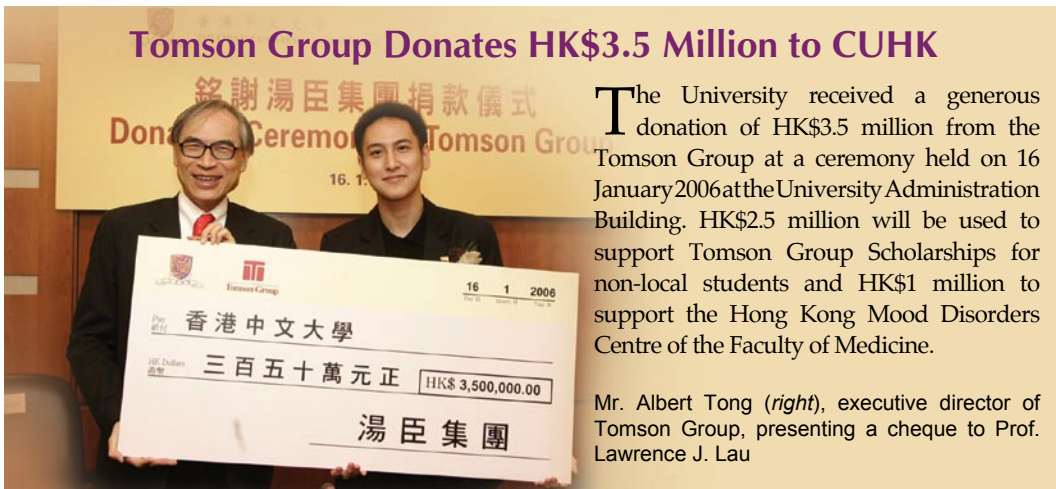 Tomson Group Donates HK$3.5 Million to CUHK
銘謝湯臣集團捐款儀式
Donation Ceremony Tomson Group
16. 1.
Tomson Group
16 1 2006
Pay
香港中文大學
HK Dollars
三百五十萬元正
HK$ 3,500,000.00
湯臣集團
The University received a generous
donation of HK$3.5 million from the
Tomson Group at a ceremony held on 16
January 2006 at the University Administration
Building. HK$2.5 million will be used to
support Tomson Group Scholarships for
non-local students and HK$1 million to
support the Hong Kong Mood Disorders
Centre of the Faculty of Medicine.
Mr. Albert Tong (right), executive director of
Tomson Group, presenting a cheque to Prof.
Lawrence J. Lau